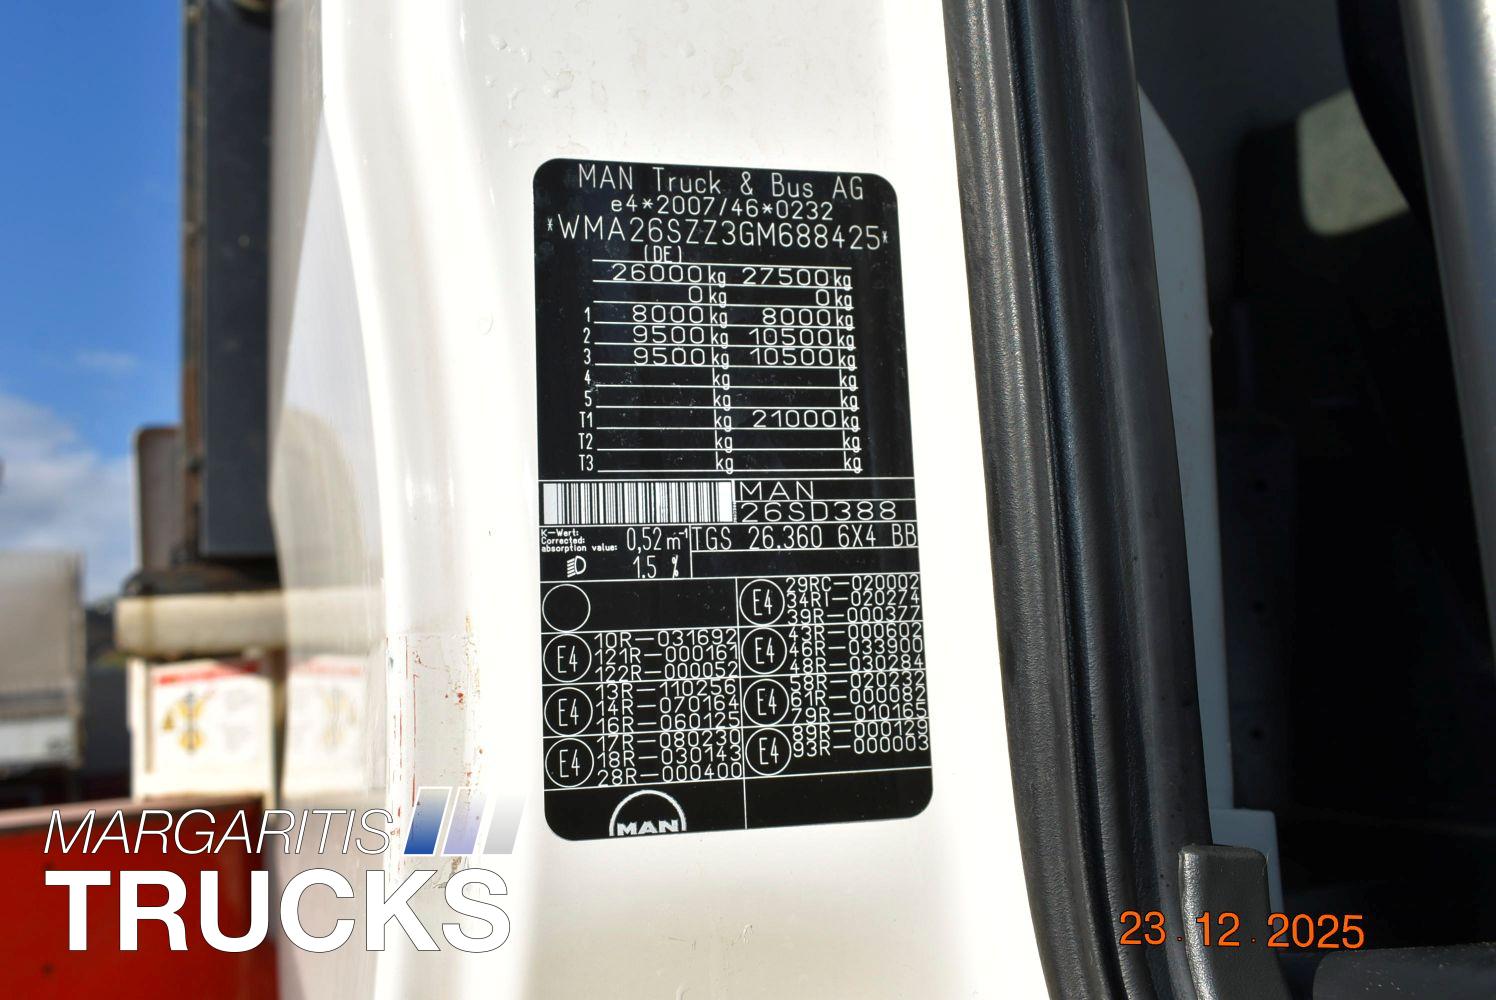 MAN Truck & Bus AG
e4*2007/46*0232
*WMA26SZZ3GM688425*
(DE)
26000 kg 27500 kg
0 kg 0 kg
1 8000 kg 8000 kg
2 9500 kg 10500 kg
3 9500 kg 10500 kg
4 kg kg
5 kg kg
T1 kg 21000 kg
T2 kg kg
T3 kg kg
MAN
26SD388
K-Wert:
Corrected
absorption value: 0,52 m-1
1.5 %
TGS 26.360 6X4 BB
E4 10R-031692
121R-000167
122R-000052
E4 13R-110256
14R-070164
16R-060125
E4 17R-080230
18R-030143
28R-000400
E4 29RC-020002
34RI-020274
39R-000377
E4 43R-000602
46R-033900
48R-030284
E4 58R-020237
61R-000082
79R-010165
E4 89R-000129
93R-000003
MAN
MARGARITIS
TRUCKS
23.12.2025